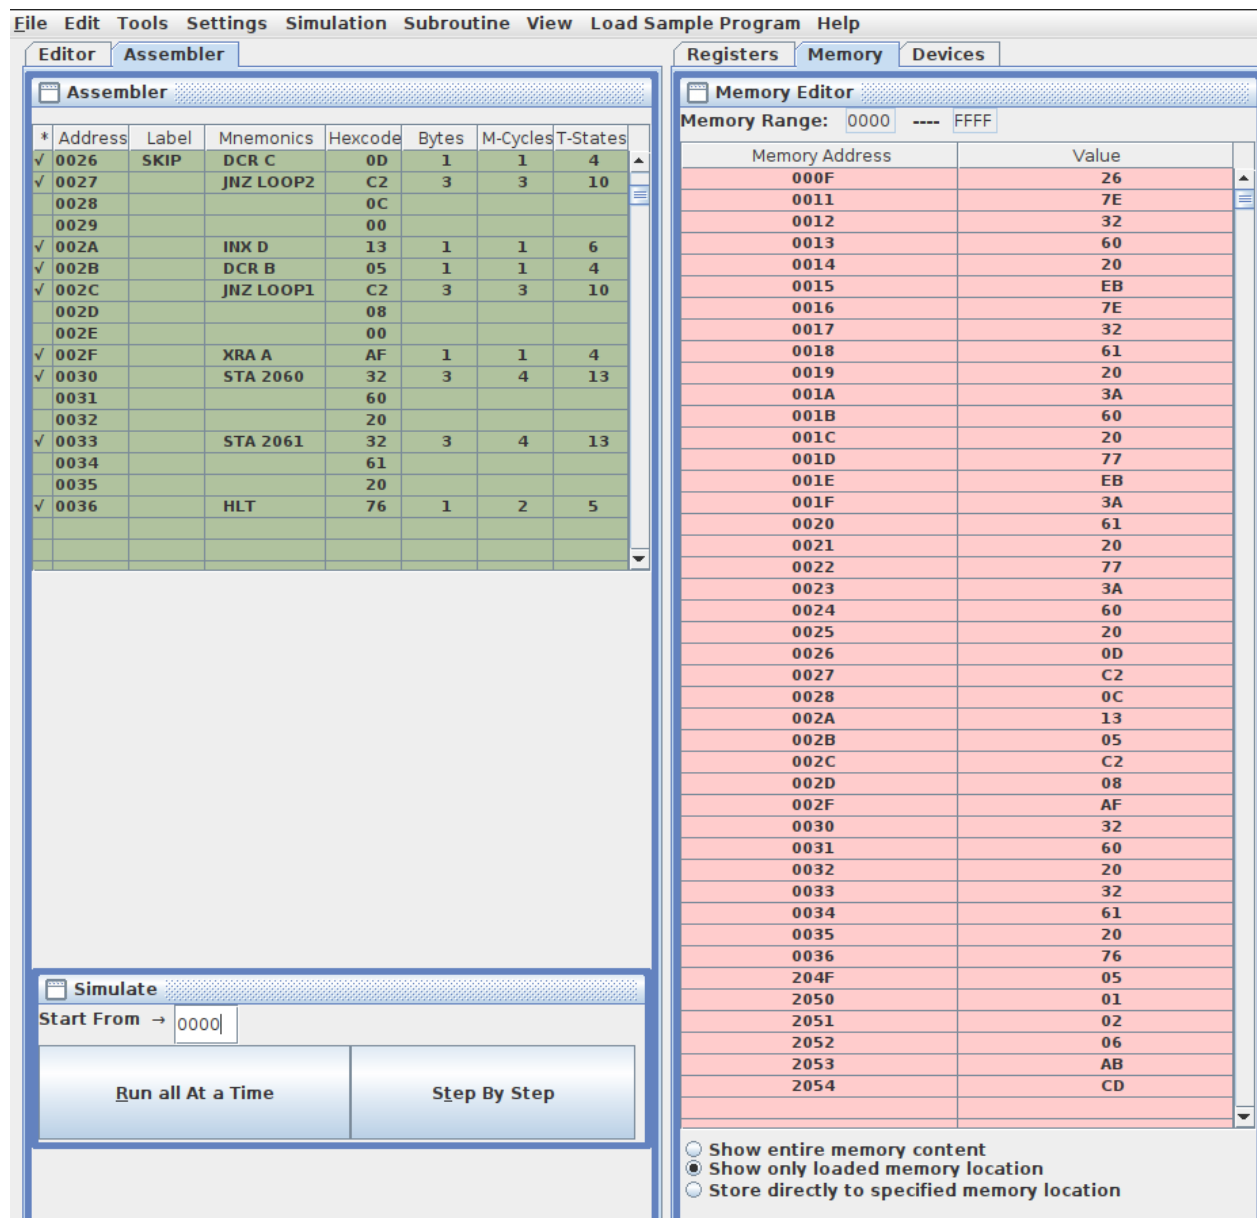 File Edit Tools Settings Simulation Subroutine View Load Sample Program Help
Editor Assembler
Assembler
* Address Label Mnemonics Hexcode Bytes M-Cycles T-States
√ 0026 SKIP DCR C 0D 1 1 4
√ 0027 JNZ LOOP2 C2 3 3 10
0028 0C
0029 00
√ 002A INX D 13 1 1 6
√ 002B DCR B 05 1 1 4
√ 002C JNZ LOOP1 C2 3 3 10
002D 08
002E 00
√ 002F XRA A AF 1 1 4
√ 0030 STA 2060 32 3 4 13
0031 60
0032 20
√ 0033 STA 2061 32 3 4 13
0034 61
0035 20
√ 0036 HLT 76 1 2 5
Simulate
Start From → 0000
Run all At a Time Step By Step
Registers Memory Devices
Memory Editor
Memory Range: 0000 ---- FFFF
Memory Address Value
000F 26
0011 7E
0012 32
0013 60
0014 20
0015 EB
0016 7E
0017 32
0018 61
0019 20
001A 3A
001B 60
001C 20
001D 77
001E EB
001F 3A
0020 61
0021 20
0022 77
0023 3A
0024 60
0025 20
0026 0D
0027 C2
0028 0C
002A 13
002B 05
002C C2
002D 08
002F AF
0030 32
0031 60
0032 20
0033 32
0034 61
0035 20
0036 76
204F 05
2050 01
2051 02
2052 06
2053 AB
2054 CD
Show entire memory content
Show only loaded memory location
Store directly to specified memory location